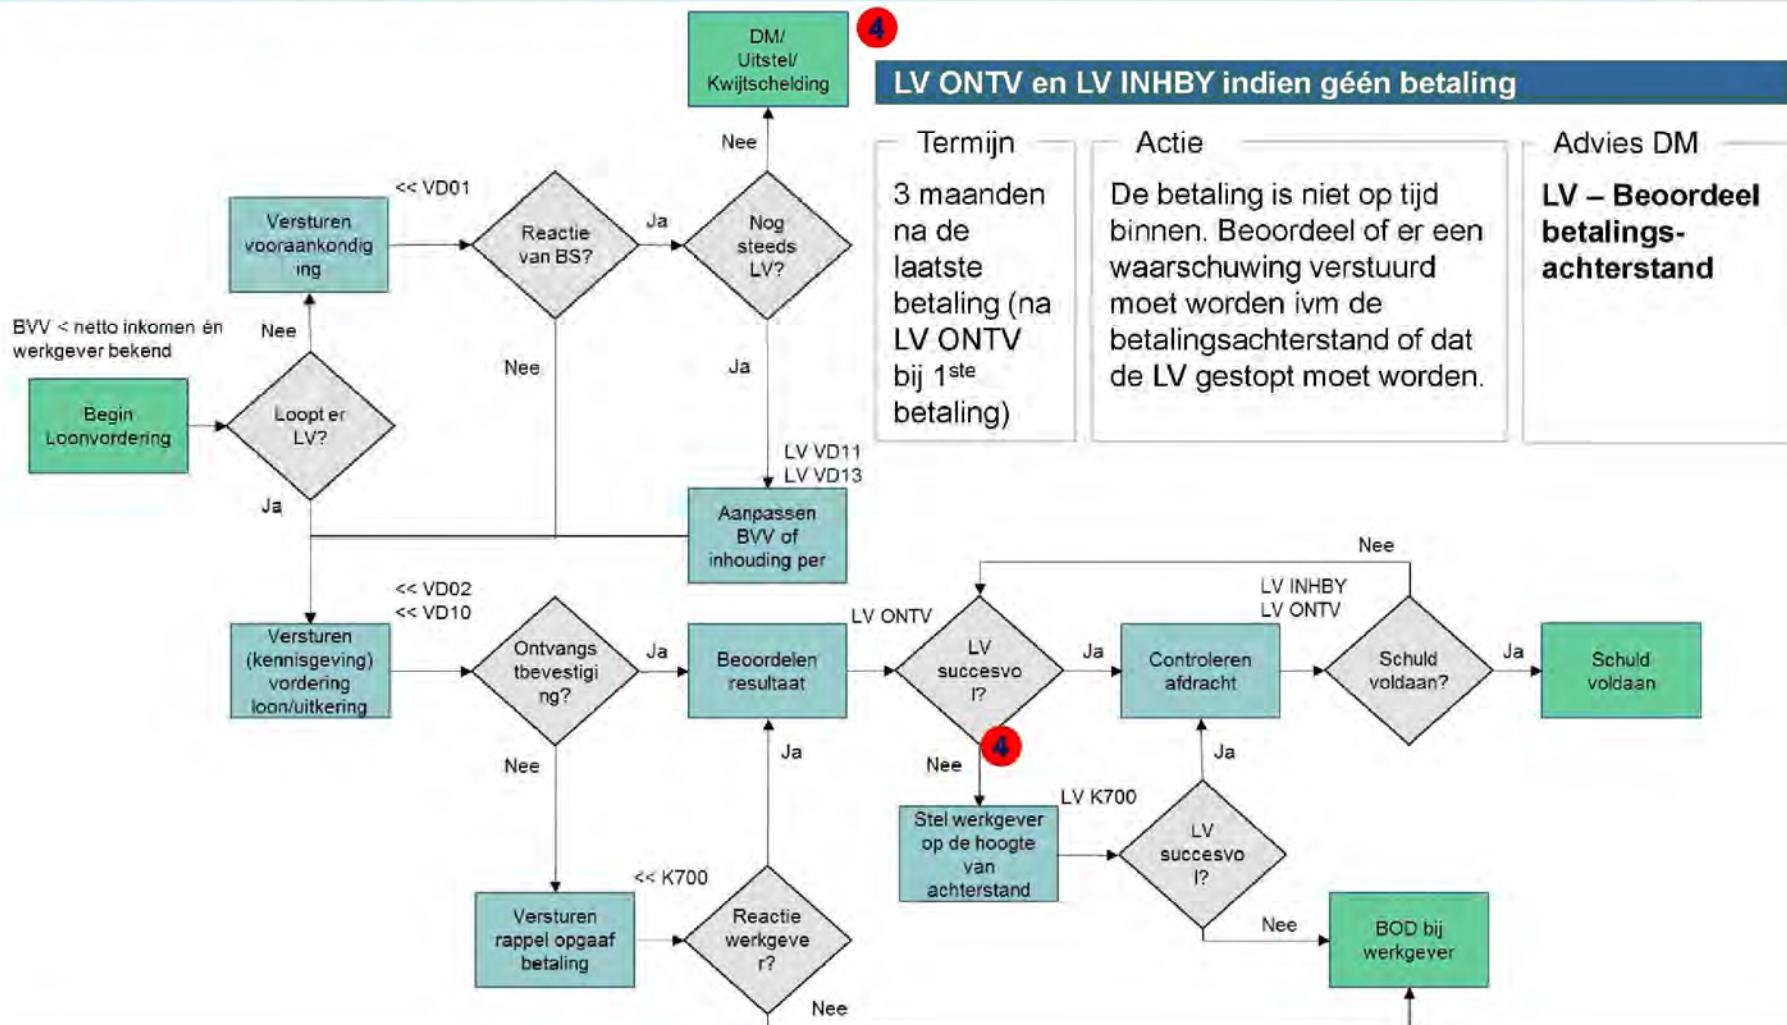 DM/
Uitstel/
Kwijtschelding
4
LV ONTV en LV INHBY indien géén betaling
Termijn
3 maanden
na de
laatste
betaling (na
LV ONTV
bij 1ste
betaling)
Actie
De betaling is niet op tijd
binnen. Beoordeel of er een
waarschuwing verstuurd
moet worden ivm de
betalingsachterstand of dat
de LV gestopt moet worden.
Advies DM
LV – Beoordeel
betalings-
achterstand
Nee
<< VD01
Versturen
vooraankondig
ing
Reactie
van BS?
Ja
Nog
steeds
LV?
BVV < netto inkomen én
werkgever bekend
Nee
Nee
Ja
Begin
Loonvordering
Loopt er
LV?
Ja
LV VD11
LV VD13
Aanpassen
BVV of
inhouding per
Nee
<< VD02
<< VD10
LV ONTV
LV INHBY
LV ONTV
Versturen
(kennisgeving)
vordering
loon/uitkering
Ontvangs
tbevestigi
ng?
Ja
Beoordelen
resultaat
LV
succesvo
l?
Ja
Controleren
afdracht
Schuld
voldaan?
Ja
Schuld
voldaan
4
Nee
Ja
Nee
Ja
LV K700
Stel werkgever
op de hoogte
van
achterstand
LV
succesvo
l?
<< K700
Versturen
rappel opgaaf
betaling
Reactie
werkgeve
r?
Nee
BOD bij
werkgever
Nee